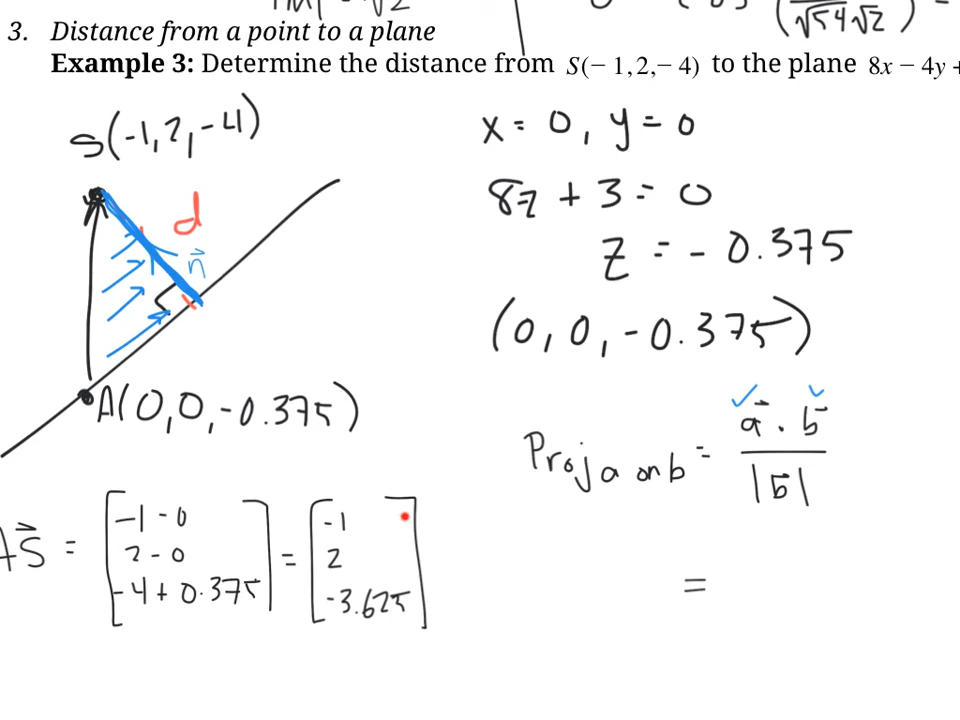 3. Distance from a point to a plane
Example 3: Determine the distance from S(− 1,2,− 4) to the plane 8x − 4y +
S(-1,2,-4)
d
n
A(0,0,-0.375)
AS = [-1 - 0
2 - 0
-4 + 0.375] = [-1
2
-3.625]
x = 0, y = 0
8z + 3 = 0
z = - 0.375
(0, 0, -0.375)
Proj a on b = a · b / |b|
=
√54 √2 ) =